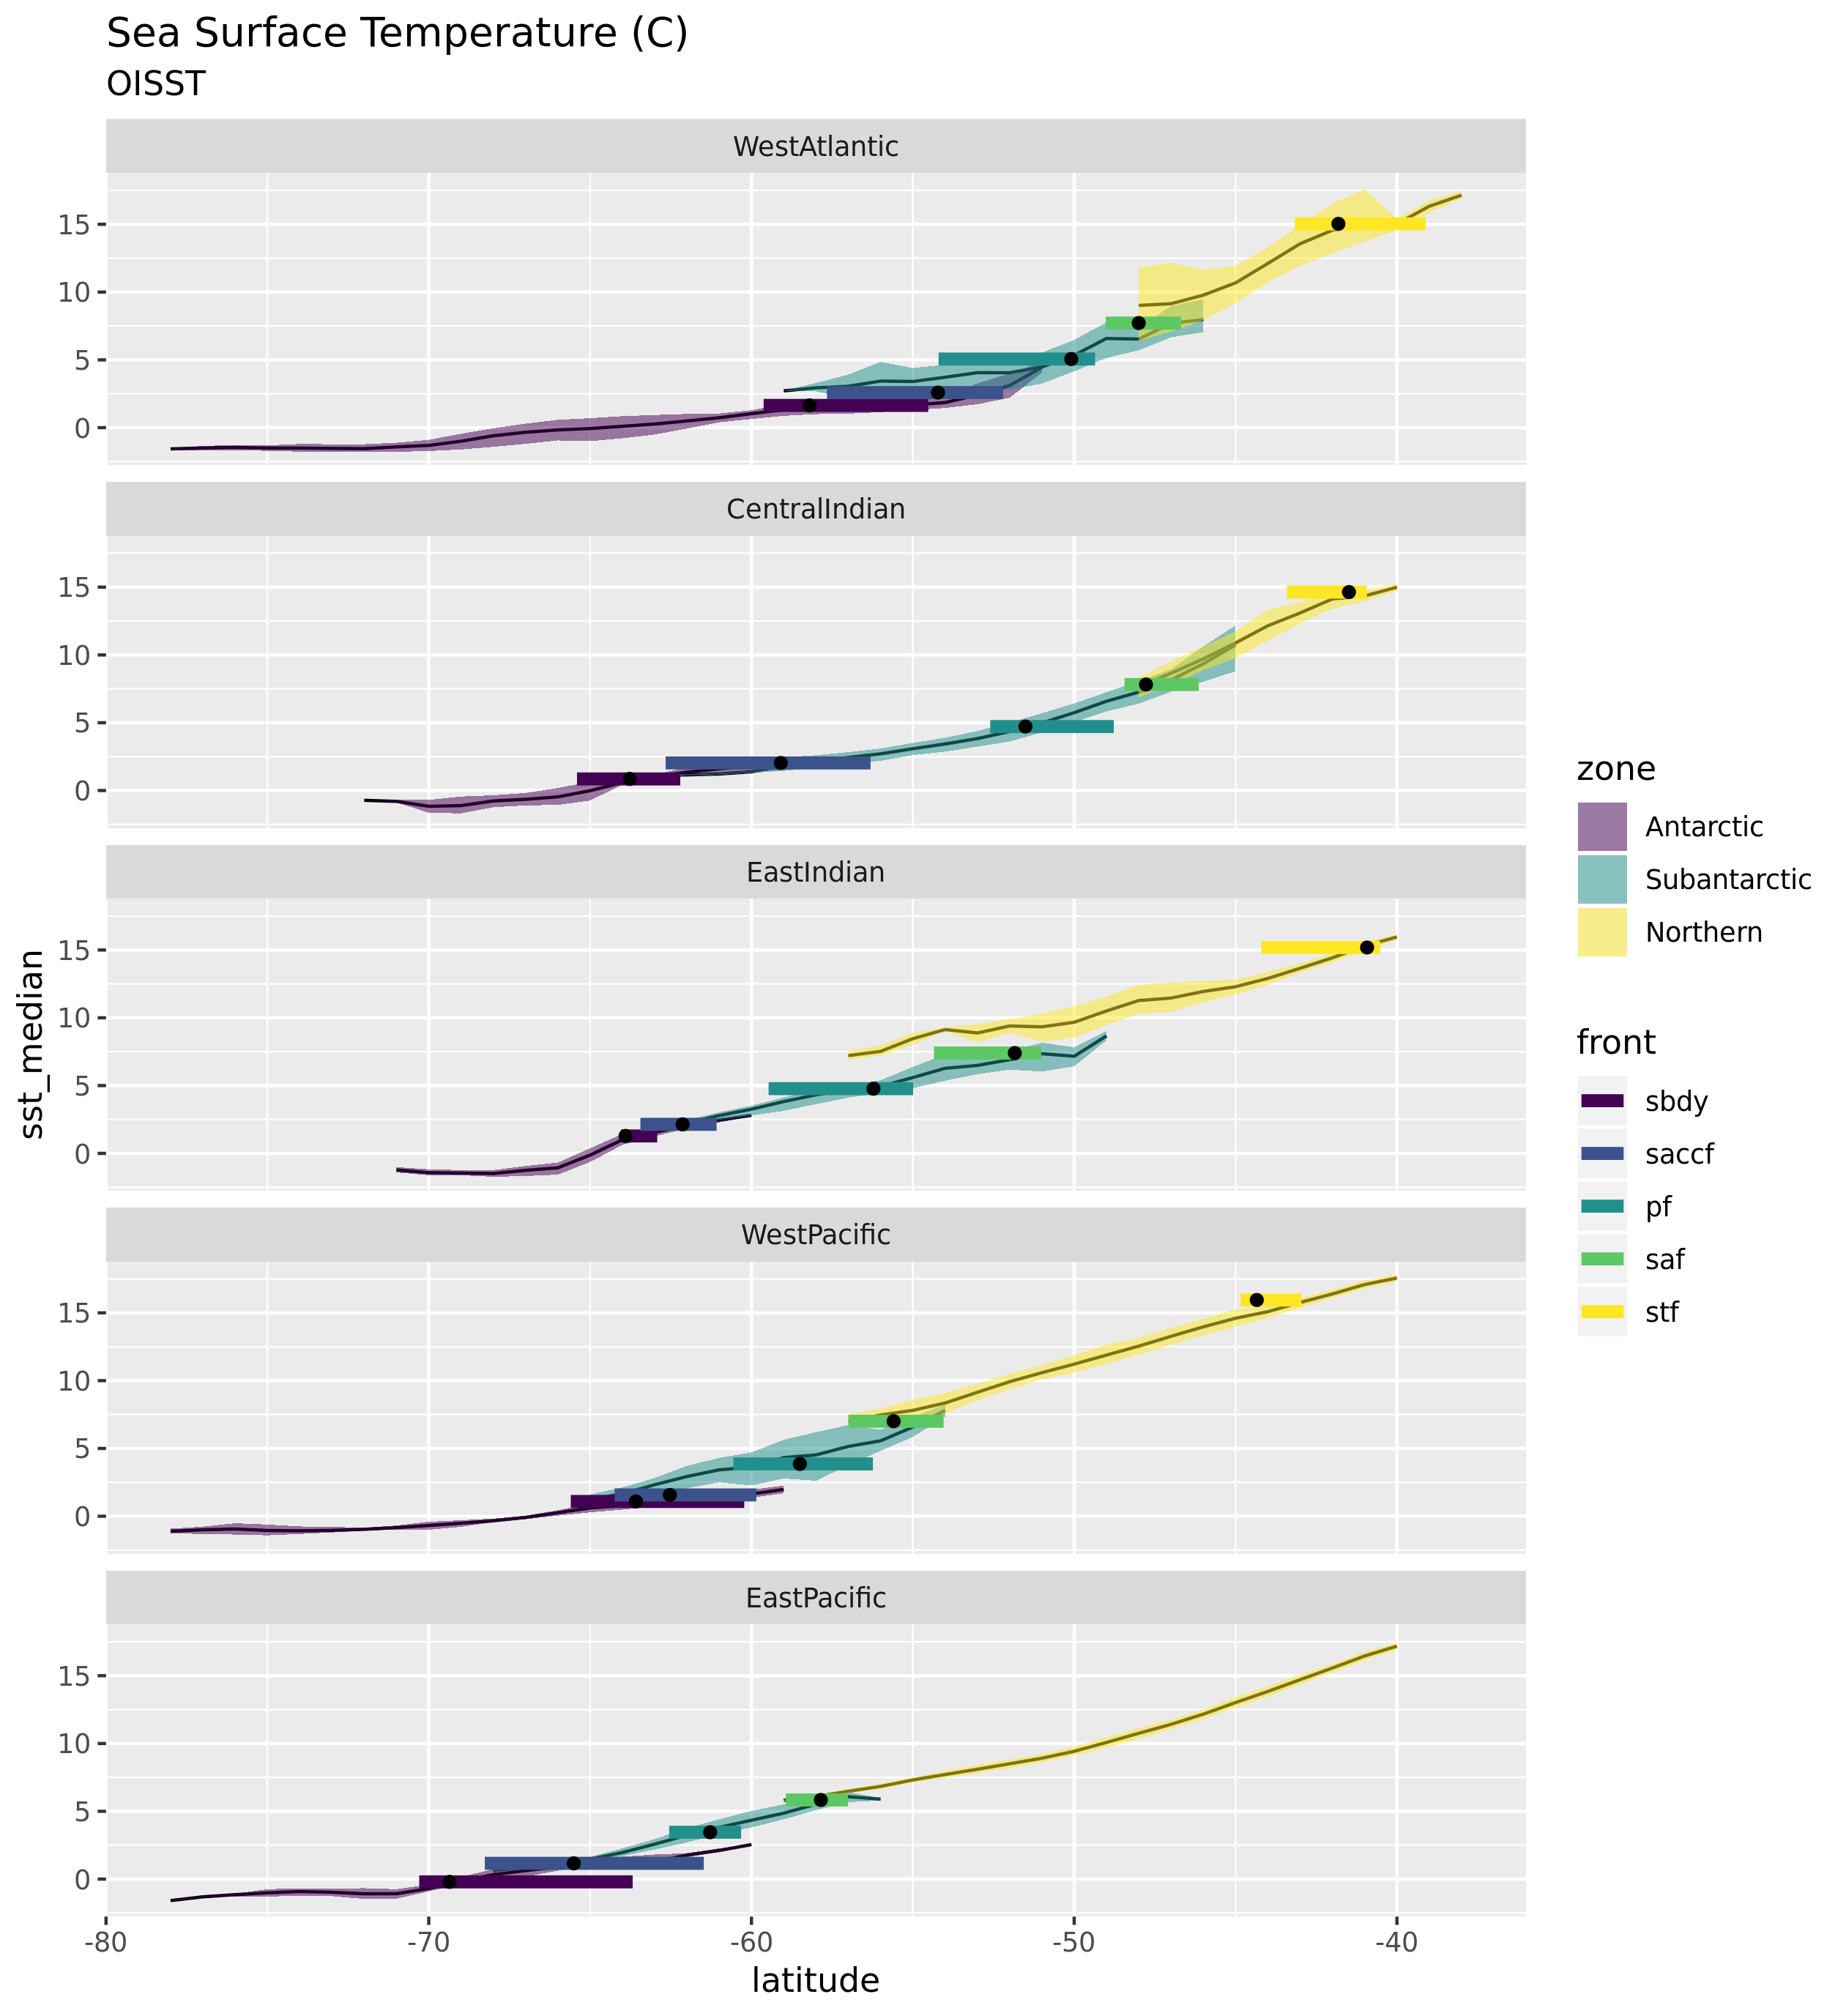 Sea Surface Temperature (C)
OISST
WestAtlantic
15
10
5
0
CentralIndian
15
10
5
0
EastIndian
15
10
5
0
WestPacific
15
10
5
0
EastPacific
15
10
5
0
-80
-70
-60
-50
-40
latitude
sst_median
zone
Antarctic
Subantarctic
Northern
front
sbdy
saccf
pf
saf
stf